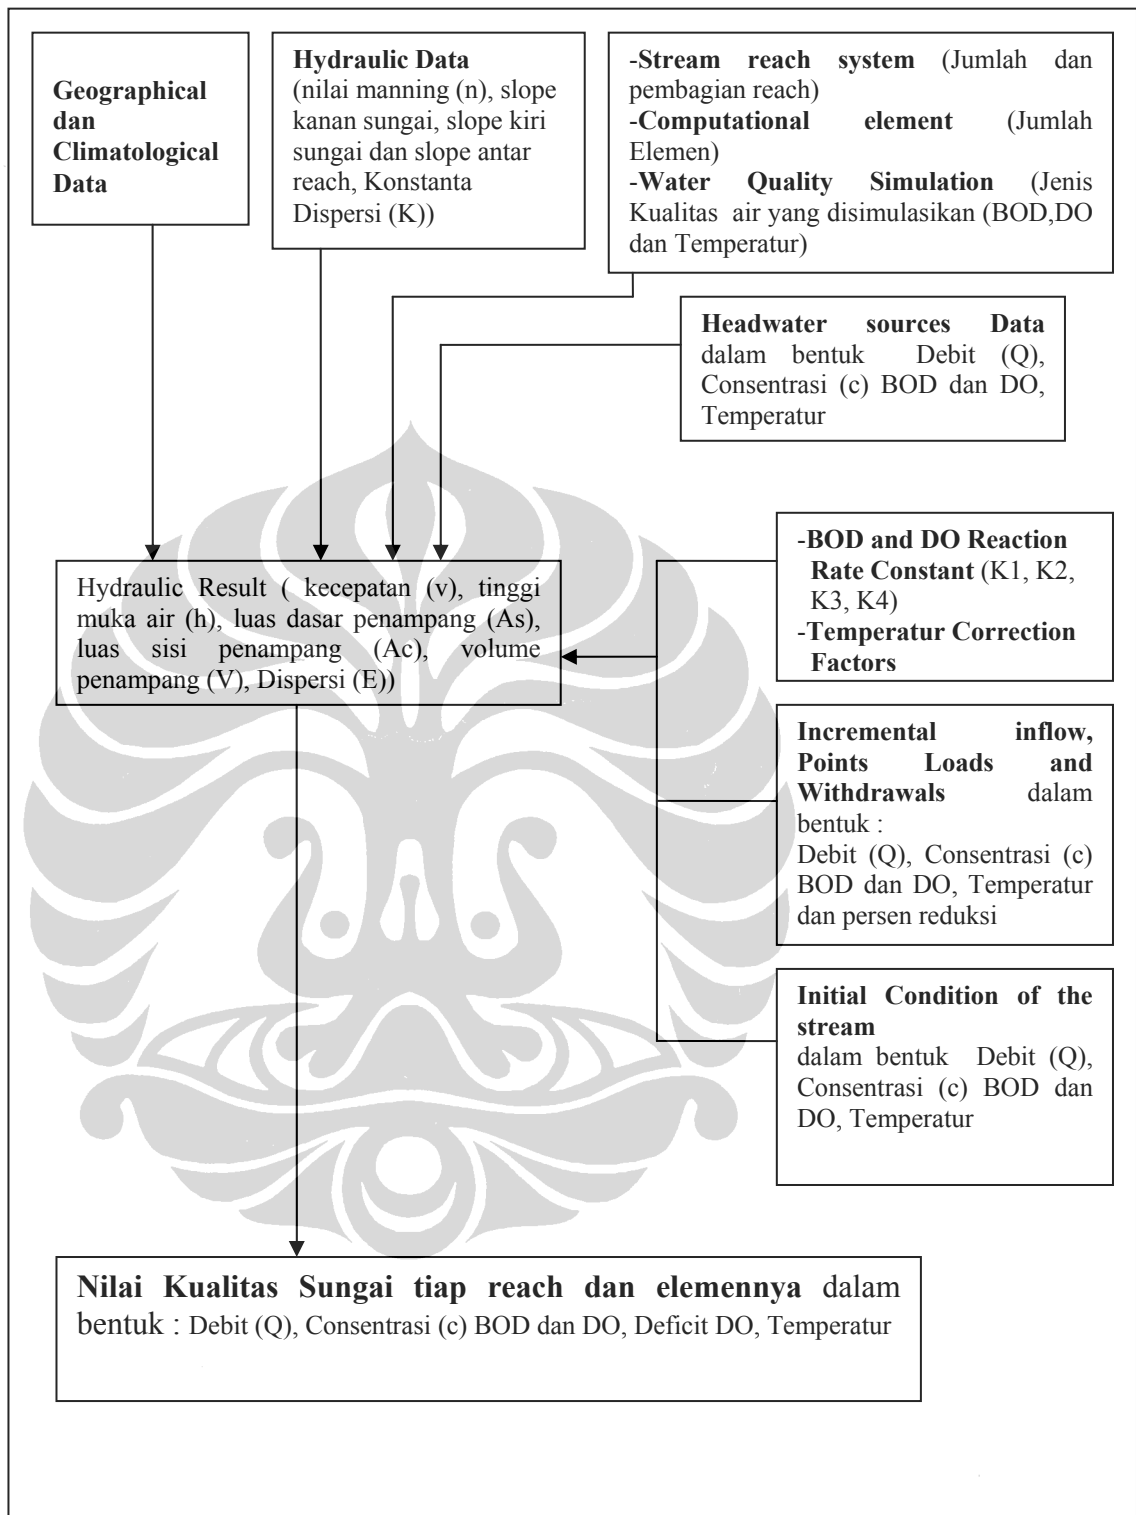 Geographical
dan
Climatological
Data
Hydraulic Data
(nilai manning (n), slope
kanan sungai, slope kiri
sungai dan slope antar
reach, Konstanta
Dispersi (K))
-Stream reach system (Jumlah dan
pembagian reach)
-Computational element (Jumlah
Elemen)
-Water Quality Simulation (Jenis
Kualitas air yang disimulasikan (BOD,DO
dan Temperatur)
Headwater sources Data
dalam bentuk Debit (Q),
Consentrasi (c) BOD dan DO,
Temperatur
Hydraulic Result ( kecepatan (v), tinggi
muka air (h), luas dasar penampang (As),
luas sisi penampang (Ac), volume
penampang (V), Dispersi (E))
-BOD and DO Reaction
Rate Constant (K1, K2,
K3, K4)
-Temperatur Correction
Factors
Incremental inflow,
Points Loads and
Withdrawals dalam
bentuk :
Debit (Q), Consentrasi (c)
BOD dan DO, Temperatur
dan persen reduksi
Initial Condition of the
stream
dalam bentuk Debit (Q),
Consentrasi (c) BOD dan
DO, Temperatur
Nilai Kualitas Sungai tiap reach dan elemennya dalam
bentuk : Debit (Q), Consentrasi (c) BOD dan DO, Deficit DO, Temperatur